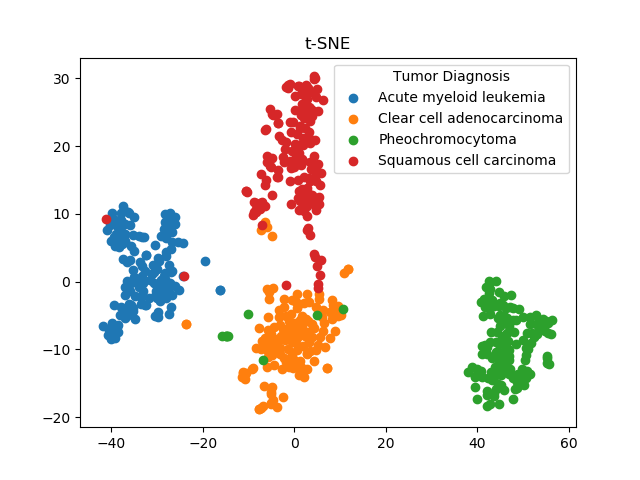 t-SNE
Tumor Diagnosis
Acute myeloid leukemia
Clear cell adenocarcinoma
Pheochromocytoma
Squamous cell carcinoma
30
20
10
0
−10
−20
−40 −20 0 20 40 60